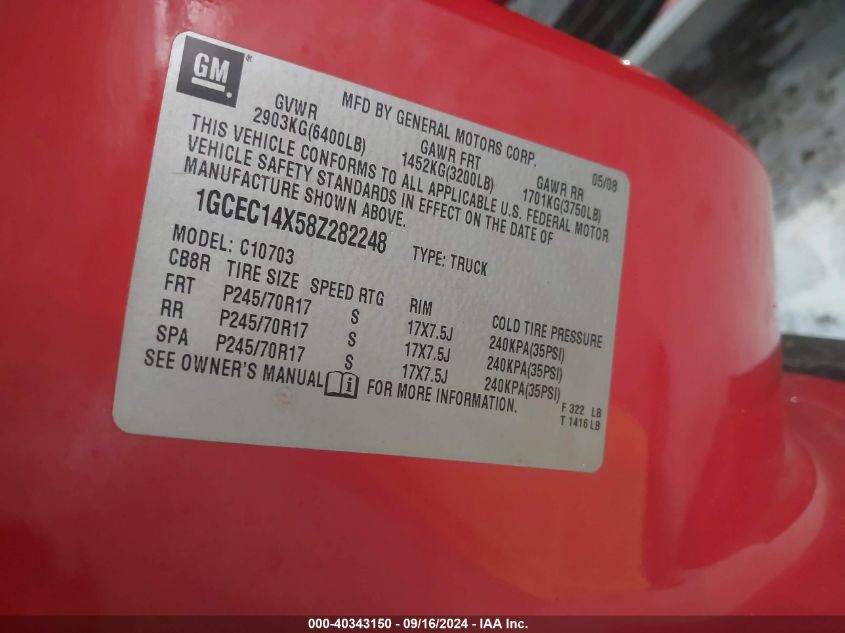 GM®
MFD BY GENERAL MOTORS CORP. 05/08
GVWR GAWR FRT GAWR RR
2903KG(6400LB) 1452KG(3200LB) 1701KG(3750LB)
THIS VEHICLE CONFORMS TO ALL APPLICABLE U.S. FEDERAL MOTOR
VEHICLE SAFETY STANDARDS IN EFFECT ON THE DATE OF
MANUFACTURE SHOWN ABOVE.
1GCEC14X58Z282248 TYPE: TRUCK
MODEL: C10703
CB8R TIRE SIZE SPEED RTG RIM COLD TIRE PRESSURE
FRT P245/70R17 S 17X7.5J 240KPA(35PSI)
RR P245/70R17 S 17X7.5J 240KPA(35PSI)
SPA P245/70R17 S 17X7.5J 240KPA(35PSI)
SEE OWNER'S MANUAL i FOR MORE INFORMATION.
F 322 LB
T 1416 LB
000-40343150 - 09/16/2024 - IAA Inc.